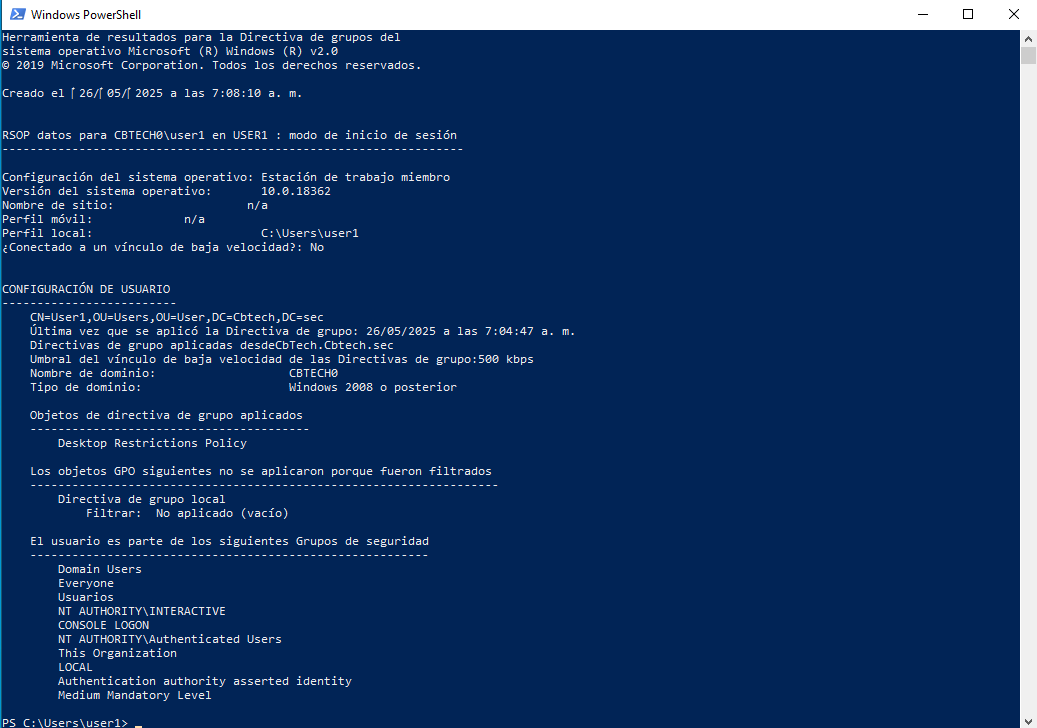 Windows PowerShell
Herramienta de resultados para la Directiva de grupos del
sistema operativo Microsoft (R) Windows (R) v2.0
© 2019 Microsoft Corporation. Todos los derechos reservados.
Creado el ⌈26/⌈05/⌈2025 a las 7:08:10 a. m.
RSOP datos para CBTECH0\user1 en USER1 : modo de inicio de sesión
------------------------------------------------------------------
Configuración del sistema operativo: Estación de trabajo miembro
Versión del sistema operativo:       10.0.18362
Nombre de sitio:                   n/a
Perfil móvil:             n/a
Perfil local:                        C:\Users\user1
¿Conectado a un vínculo de baja velocidad?: No
CONFIGURACIÓN DE USUARIO
-------------------------
    CN=User1,OU=Users,OU=User,DC=Cbtech,DC=sec
    Última vez que se aplicó la Directiva de grupo: 26/05/2025 a las 7:04:47 a. m.
    Directivas de grupo aplicadas desdeCbTech.Cbtech.sec
    Umbral del vínculo de baja velocidad de las Directivas de grupo:500 kbps
    Nombre de dominio:                   CBTECH0
    Tipo de dominio:                     Windows 2008 o posterior
    Objetos de directiva de grupo aplicados
    ----------------------------------------
        Desktop Restrictions Policy
    Los objetos GPO siguientes no se aplicaron porque fueron filtrados
    -------------------------------------------------------------------
        Directiva de grupo local
            Filtrar:  No aplicado (vacío)
    El usuario es parte de los siguientes Grupos de seguridad
    ---------------------------------------------------------
        Domain Users
        Everyone
        Usuarios
        NT AUTHORITY\INTERACTIVE
        CONSOLE LOGON
        NT AUTHORITY\Authenticated Users
        This Organization
        LOCAL
        Authentication authority asserted identity
        Medium Mandatory Level
PS C:\Users\user1> _